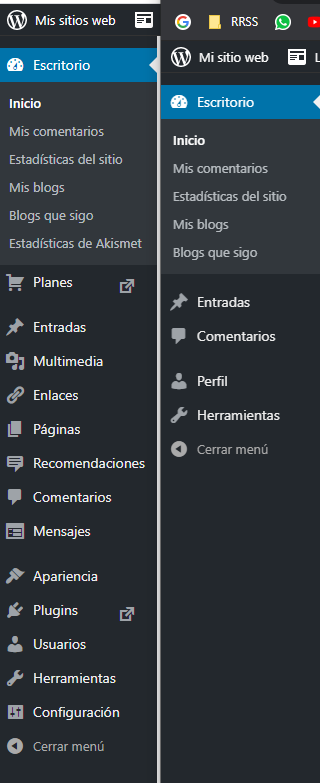 Mis sitios web
Escritorio
Inicio
Mis comentarios
Estadísticas del sitio
Mis blogs
Blogs que sigo
Estadísticas de Akismet
Planes
Entradas
Multimedia
Enlaces
Páginas
Recomendaciones
Comentarios
Mensajes
Apariencia
Plugins
Usuarios
Herramientas
Configuración
Cerrar menú
RRSS
Mi sitio web
Escritorio
Inicio
Mis comentarios
Estadísticas del sitio
Mis blogs
Blogs que sigo
Entradas
Comentarios
Perfil
Herramientas
Cerrar menú